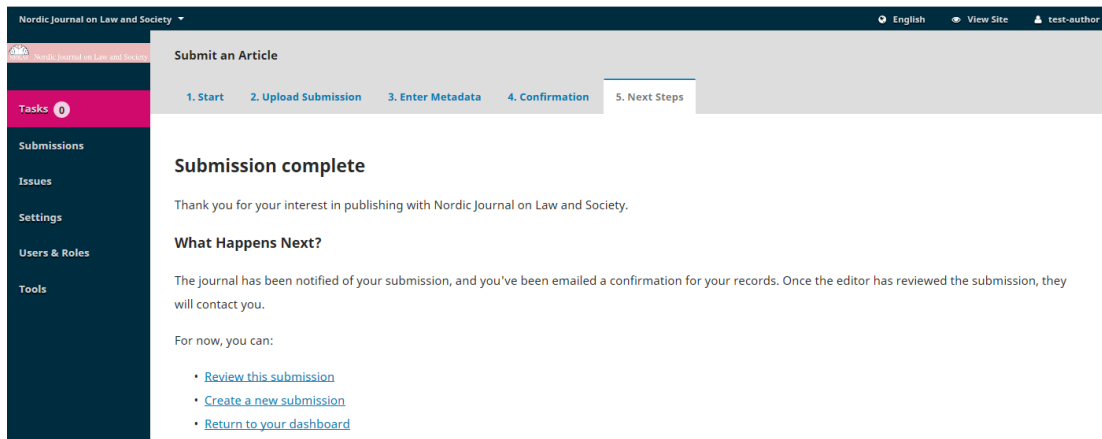 Nordic Journal on Law and Society
English
View Site
test-author
Nordic Journal on Law and Society
Submit an Article
1. Start
2. Upload Submission
3. Enter Metadata
4. Confirmation
5. Next Steps
Tasks 0
Submissions
Issues
Settings
Users & Roles
Tools
Submission complete
Thank you for your interest in publishing with Nordic Journal on Law and Society.
What Happens Next?
The journal has been notified of your submission, and you've been emailed a confirmation for your records. Once the editor has reviewed the submission, they
will contact you.
For now, you can:
• Review this submission
• Create a new submission
• Return to your dashboard